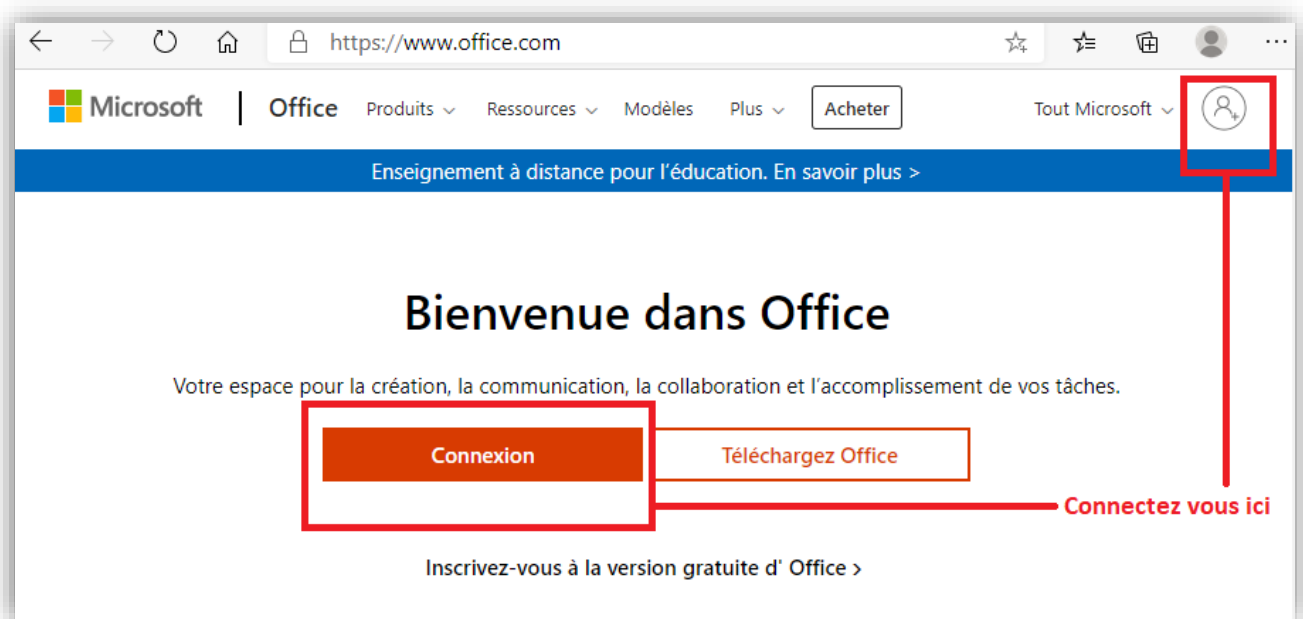 https://www.office.com
Microsoft | Office Produits Ressources Modèles Plus Acheter Tout Microsoft
Enseignement à distance pour l'éducation. En savoir plus >
Bienvenue dans Office
Votre espace pour la création, la communication, la collaboration et l'accomplissement de vos tâches.
Connexion Téléchargez Office
Connectez vous ici
Inscrivez-vous à la version gratuite d' Office >